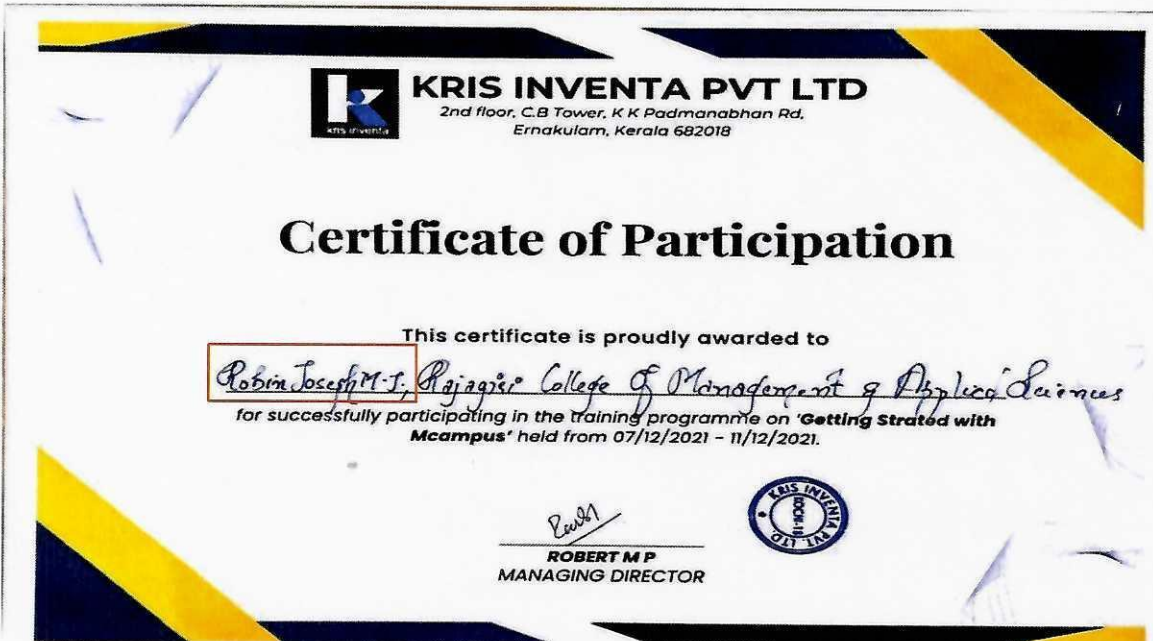 KRIS INVENTA PVT LTD
2nd floor, C.B Tower, K K Padmanabhan Rd,
Ernakulam, Kerala 682018
kris inventa
Certificate of Participation
This certificate is proudly awarded to
Robin Joseph M.J, Rajagiri College of Management & Applied Sciences
for successfully participating in the training programme on 'Getting Strated with
Mcampus' held from 07/12/2021 - 11/12/2021.
KRIS INVENTA PVT. LTD.
ROBERT M P
MANAGING DIRECTOR